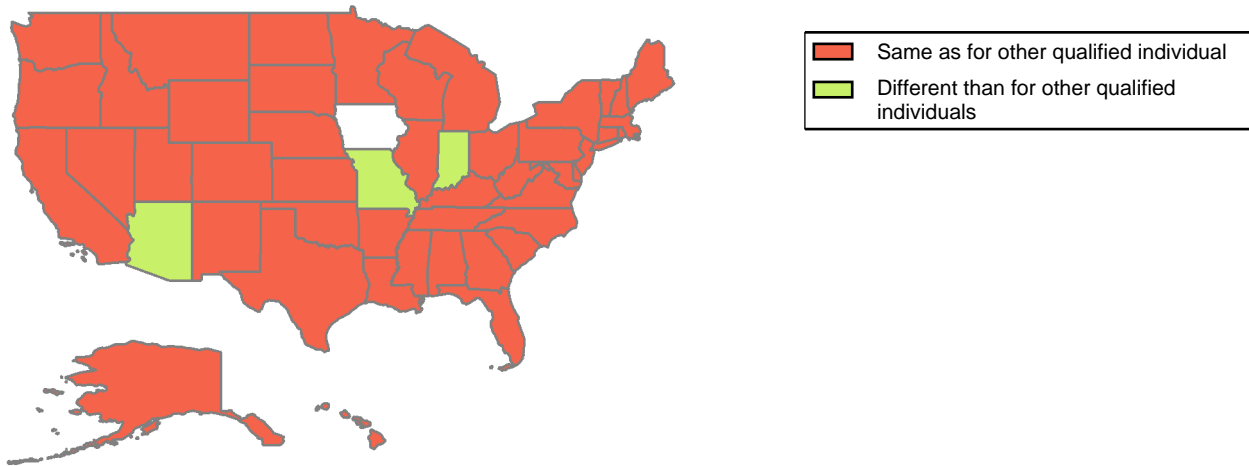 Same as for other qualified individual
Different than for other qualified
individuals